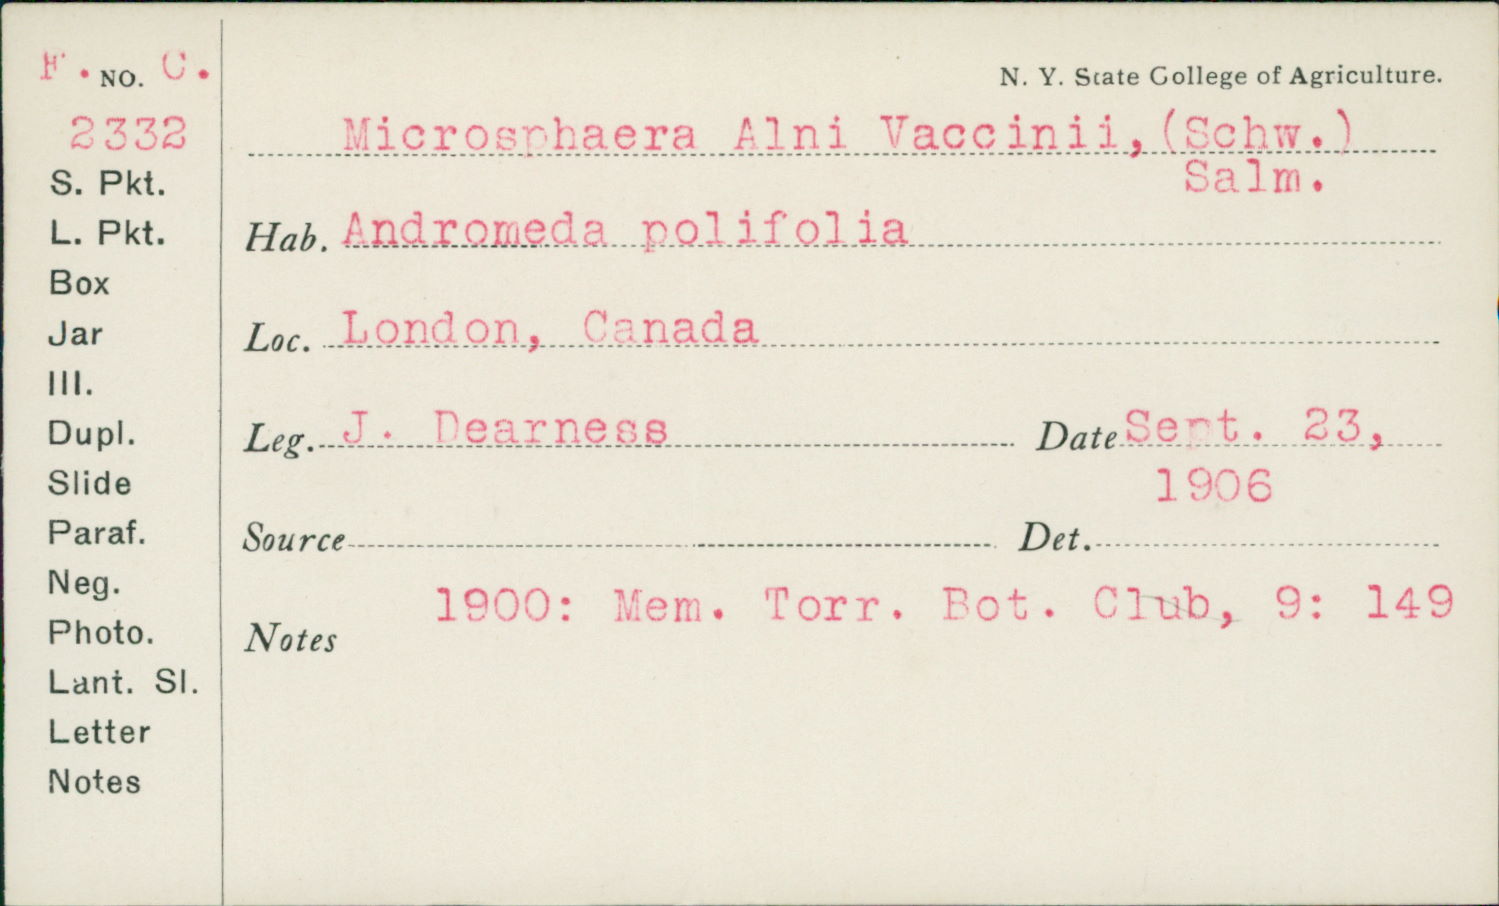 F. NO. C.
2332
S. Pkt.
L. Pkt.
Box
Jar
Ill.
Dupl.
Slide
Paraf.
Neg.
Photo.
Lant. Sl.
Letter
Notes
N. Y. State College of Agriculture.
Microsphaera Alni Vaccinii, (Schw.)
Salm.
Hab. Andromeda polifolia
Loc. London, Canada
Leg. J. Dearness Date Sept. 23,
1906
Source Det.
1900: Mem. Torr. Bot. Club, 9: 149
Notes